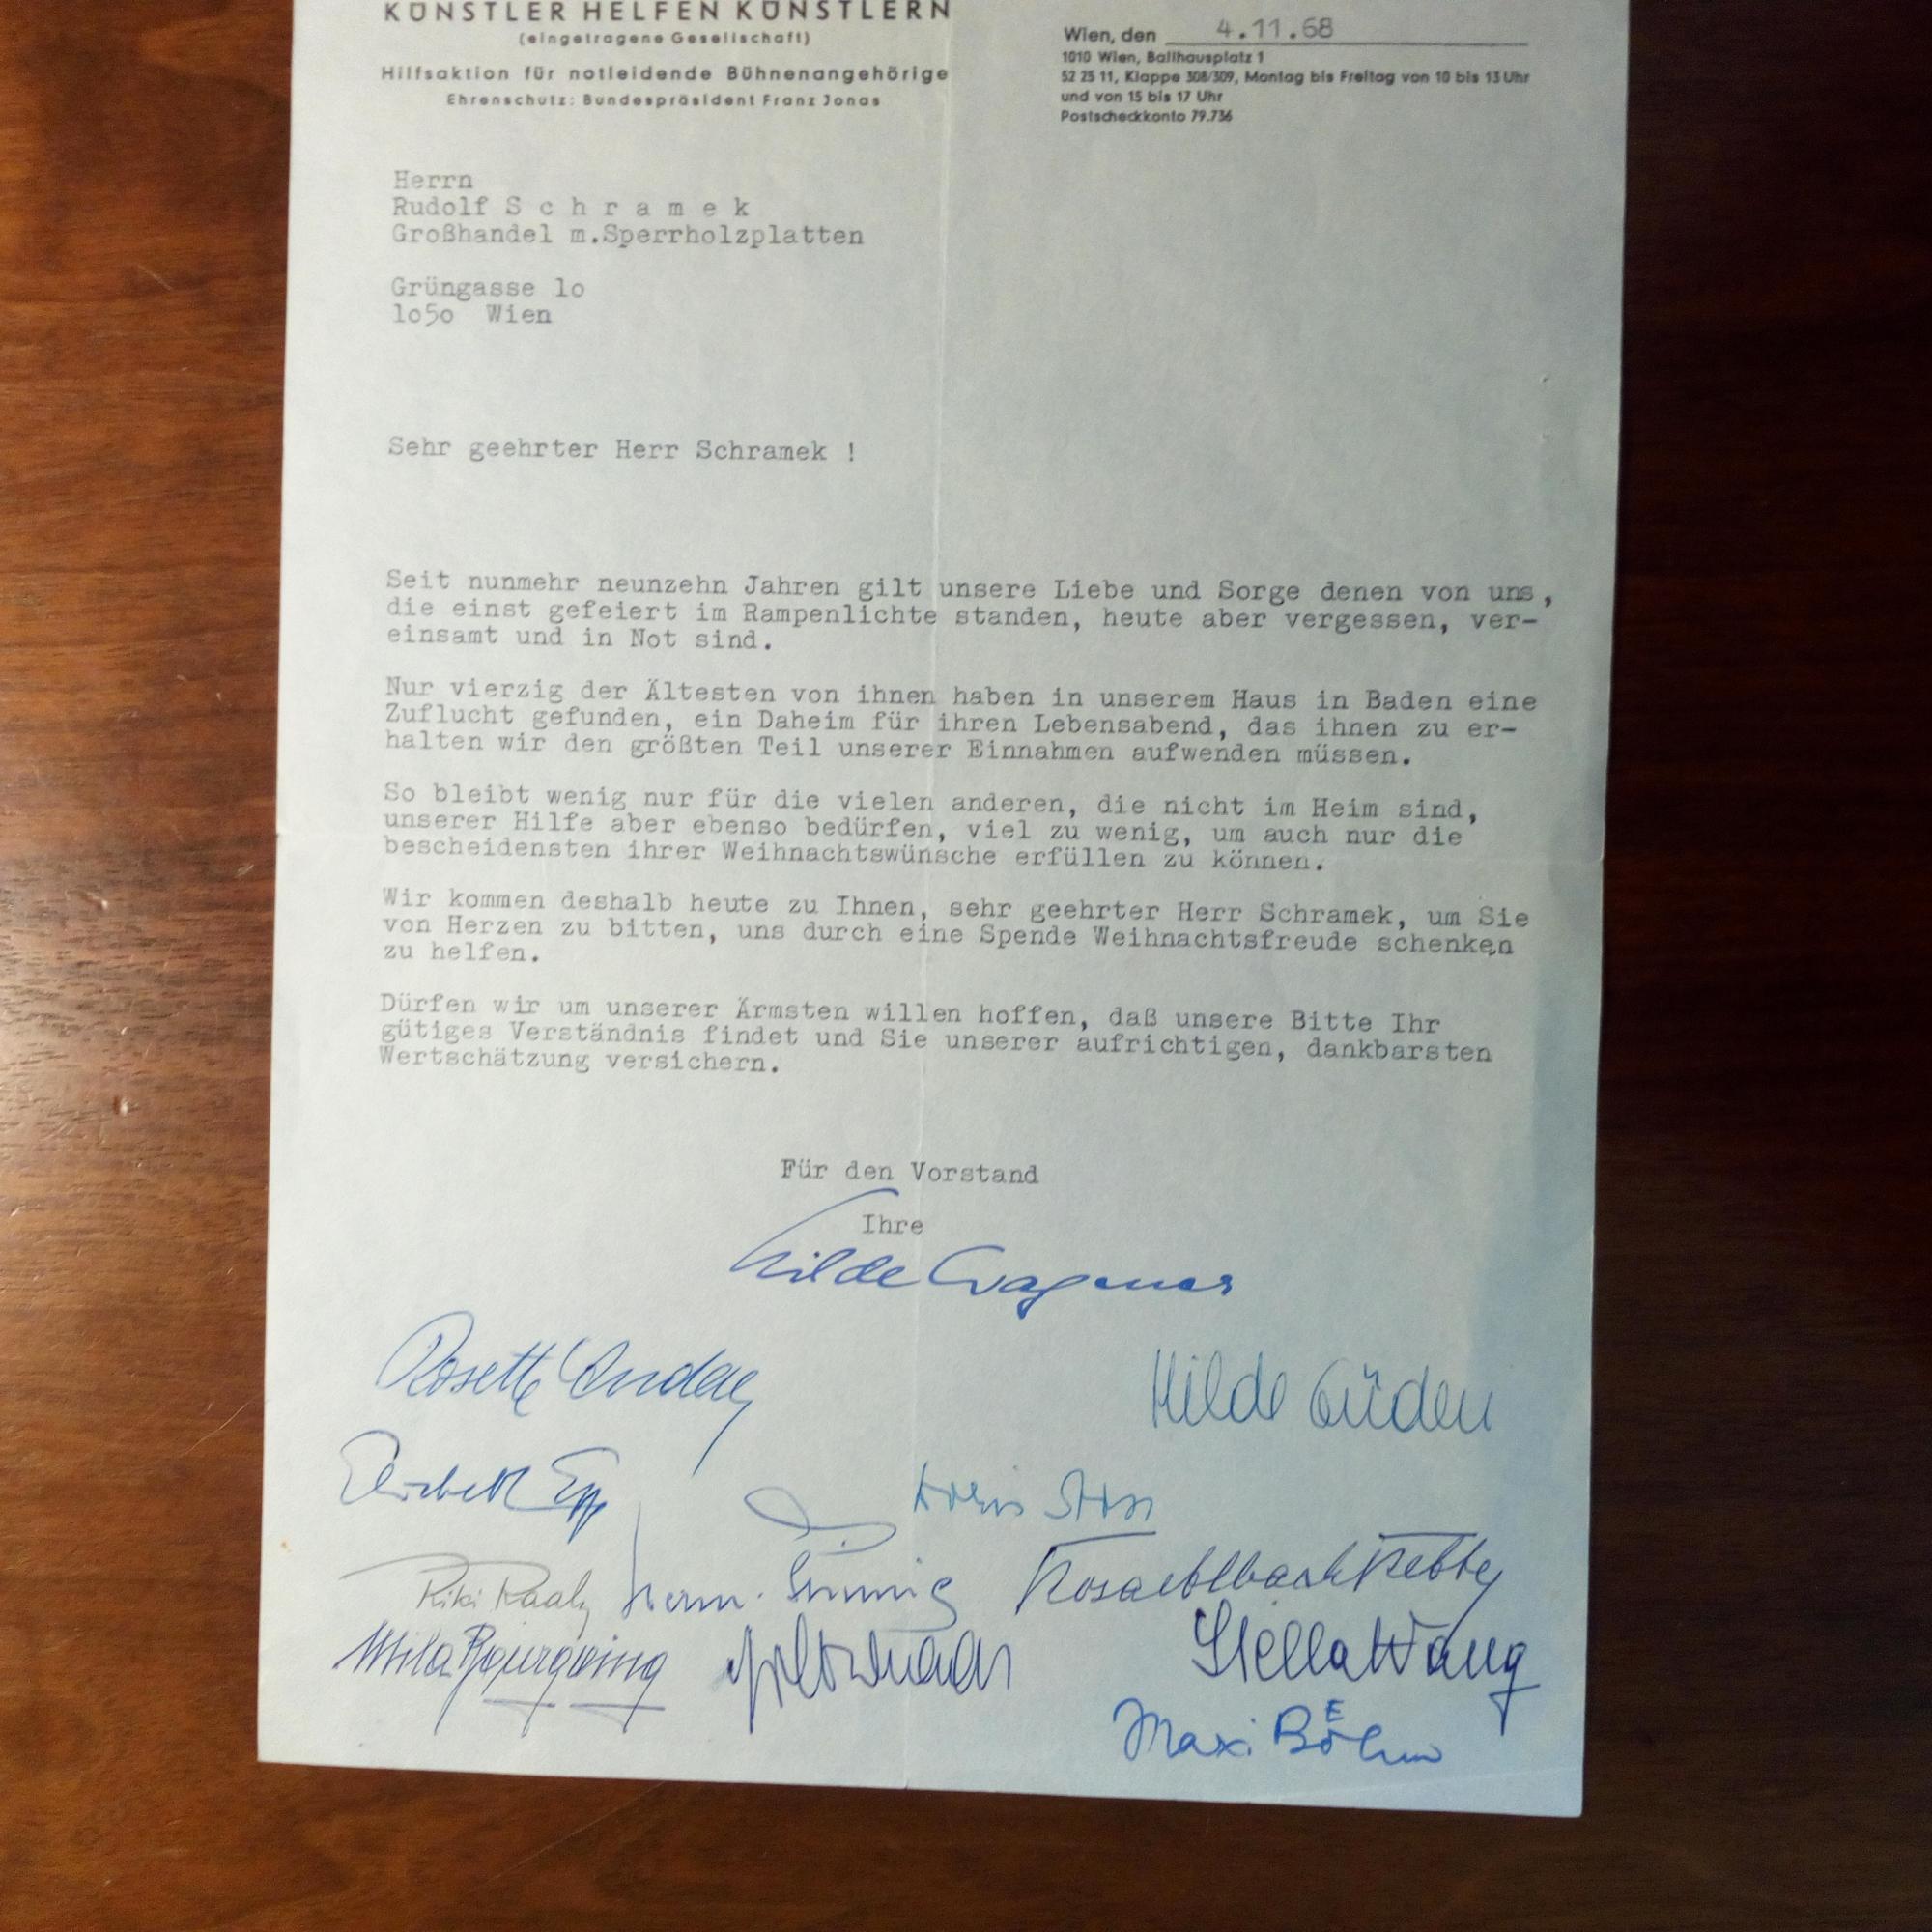 KÜNSTLER HELFEN KÜNSTLERN
(eingetragene Gesellschaft)
Hilfsaktion für notleidende Bühnenangehörige
Ehrenschutz: Bundespräsident Franz Jonas
Wien, den 4.11.68
1010 Wien, Ballhausplatz 1
52 25 11, Klappe 308/309, Montag bis Freitag von 10 bis 13 Uhr
und von 15 bis 17 Uhr
Postscheckkonto 79.736
Herrn
Rudolf S c h r a m e k
Großhandel m.Sperrholzplatten
Grüngasse lo
lo5o Wien
Sehr geehrter Herr Schramek !
Seit nunmehr neunzehn Jahren gilt unsere Liebe und Sorge denen von uns,
die einst gefeiert im Rampenlichte standen, heute aber vergessen, ver-
einsamt und in Not sind.
Nur vierzig der Ältesten von ihnen haben in unserem Haus in Baden eine
Zuflucht gefunden, ein Daheim für ihren Lebensabend, das ihnen zu er-
halten wir den größten Teil unserer Einnahmen aufwenden müssen.
So bleibt wenig nur für die vielen anderen, die nicht im Heim sind,
unserer Hilfe aber ebenso bedürfen, viel zu wenig, um auch nur die
bescheidensten ihrer Weihnachtswünsche erfüllen zu können.
Wir kommen deshalb heute zu Ihnen, sehr geehrter Herr Schramek, um Sie
von Herzen zu bitten, uns durch eine Spende Weihnachtsfreude schenken
zu helfen.
Dürfen wir um unserer Ärmsten willen hoffen, daß unsere Bitte Ihr
gütiges Verständnis findet und Sie unserer aufrichtigen, dankbarsten
Wertschätzung versichern.
Für den Vorstand
Ihre
Hilde Wagener
Rosette Anday
Hilde Güden
Elisabeth Epp
Riki Raab
Rosa Albach Retty
Stella Wang
Maxi Böhm